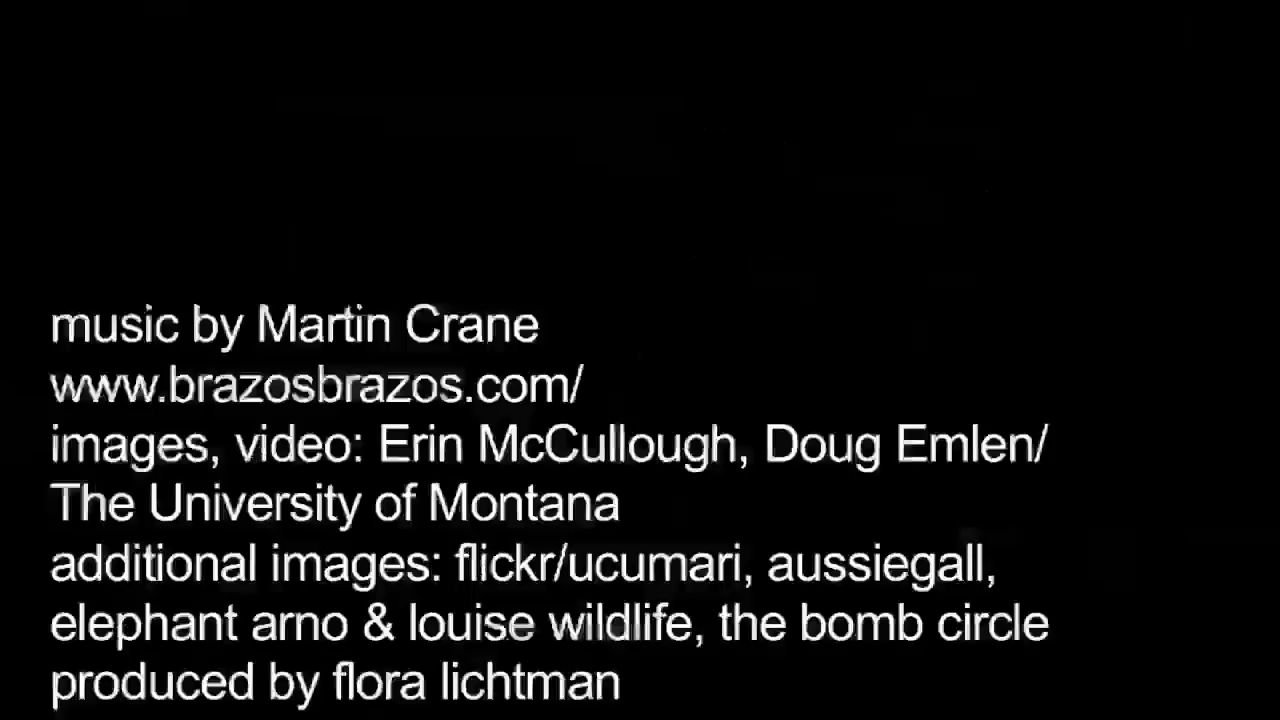 music by Martin Crane
www.brazosbrazos.com/
images, video: Erin McCullough, Doug Emlen/
The University of Montana
additional images: flickr/ucumari, aussiegall,
elephant arno & louise wildlife, the bomb circle
produced by flora lichtman